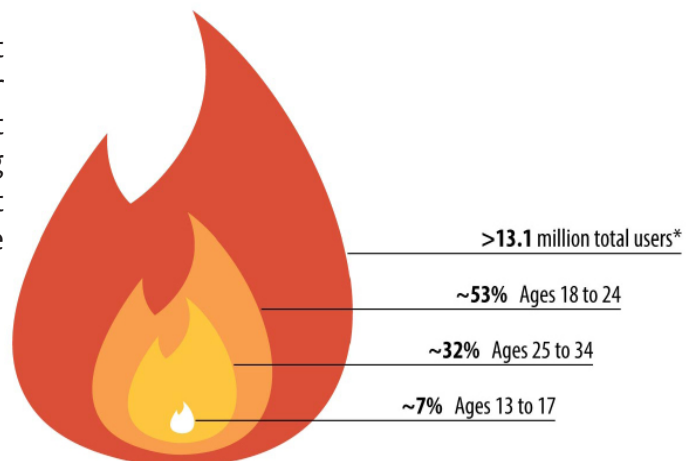 >13.1 million total users*
~53% Ages 18 to 24
~32% Ages 25 to 34
~7% Ages 13 to 17